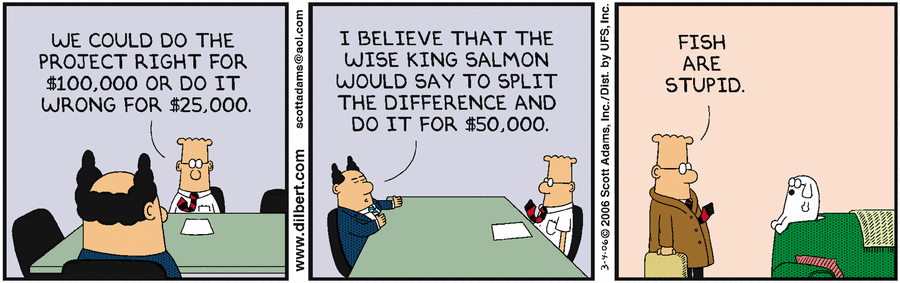 WE COULD DO THE
PROJECT RIGHT FOR
$100,000 OR DO IT
WRONG FOR $25,000.
www.dilbert.com
scottadams@aol.com
I BELIEVE THAT THE
WISE KING SALMON
WOULD SAY TO SPLIT
THE DIFFERENCE AND
DO IT FOR $50,000.
3-4-06 © 2006 Scott Adams, Inc./Dist. by UFS, Inc.
FISH
ARE
STUPID.